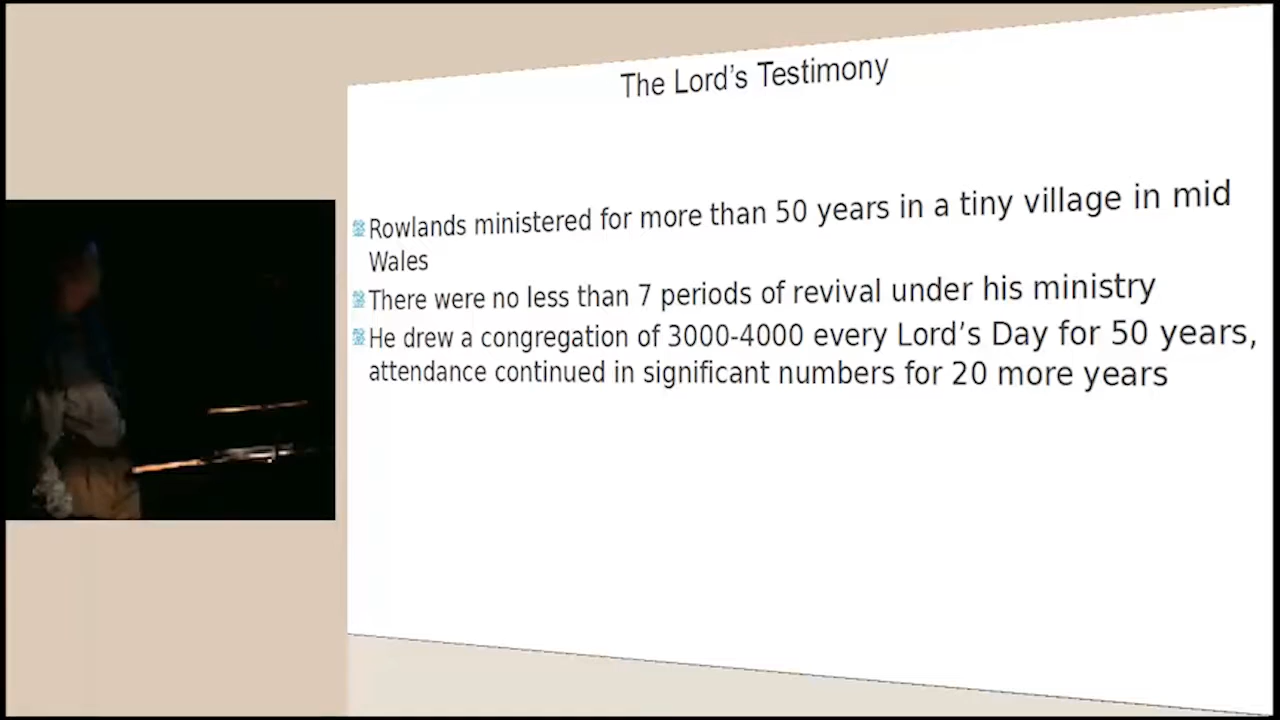 The Lord’s Testimony
Rowlands ministered for more than 50 years in a tiny village in mid
Wales
There were no less than 7 periods of revival under his ministry
He drew a congregation of 3000-4000 every Lord’s Day for 50 years,
attendance continued in significant numbers for 20 more years